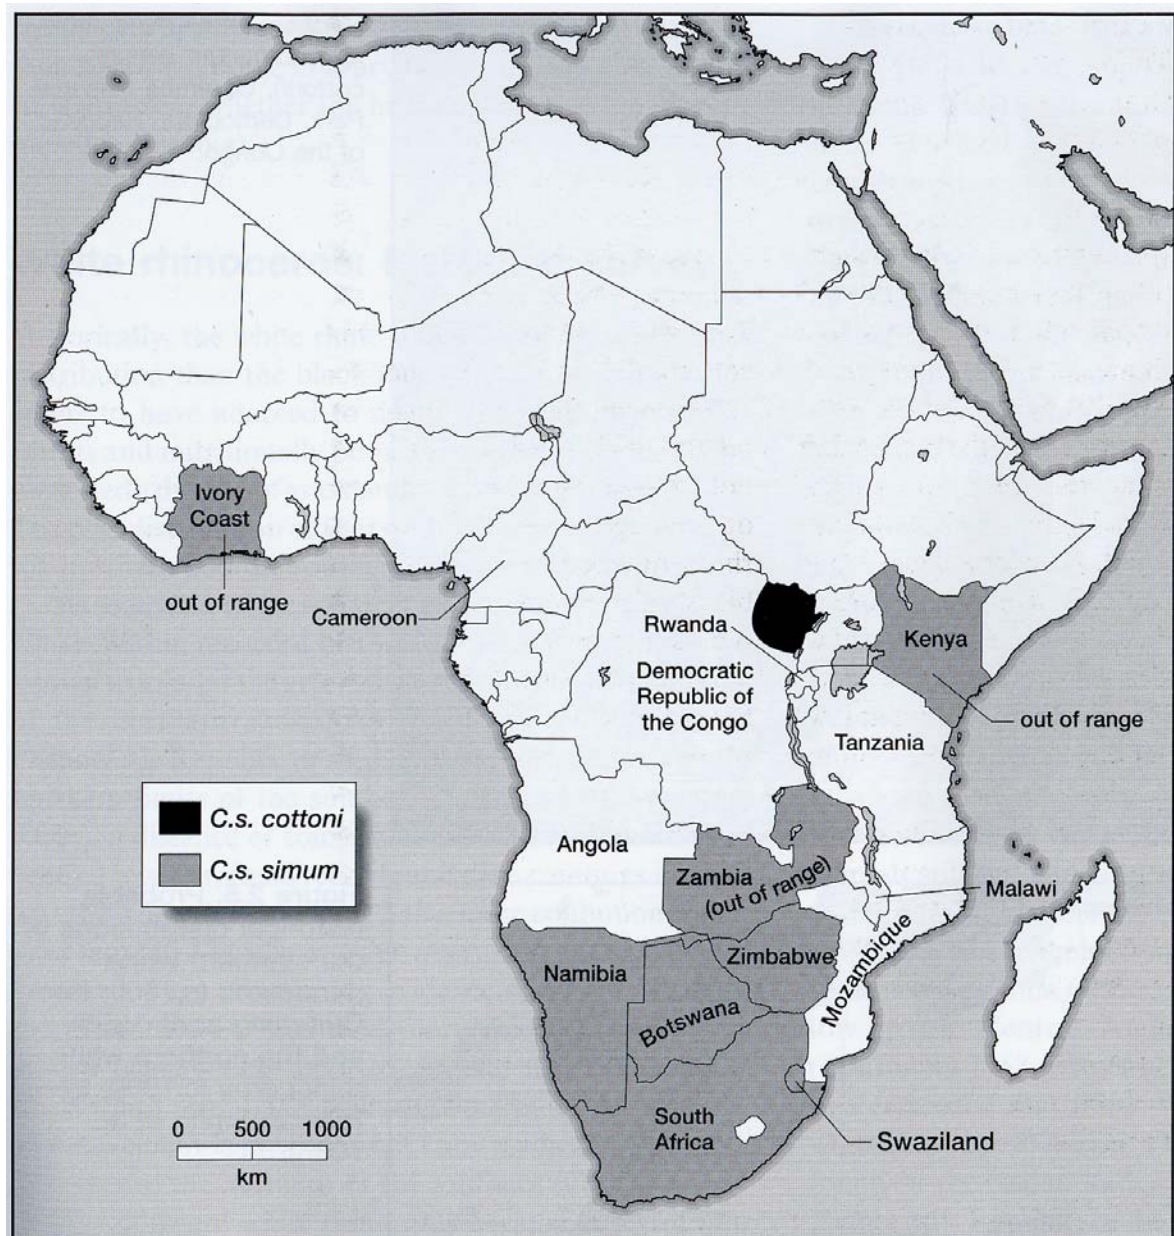 Ivory
Coast
out of range
Cameroon
Rwanda
Democratic
Republic of
the Congo
Kenya
out of range
Tanzania
C.s. cottoni
C.s. simum
Angola
Zambia
(out of range)
Malawi
Mozambique
Zimbabwe
Namibia
Botswana
South
Africa
Swaziland
0 500 1000
km